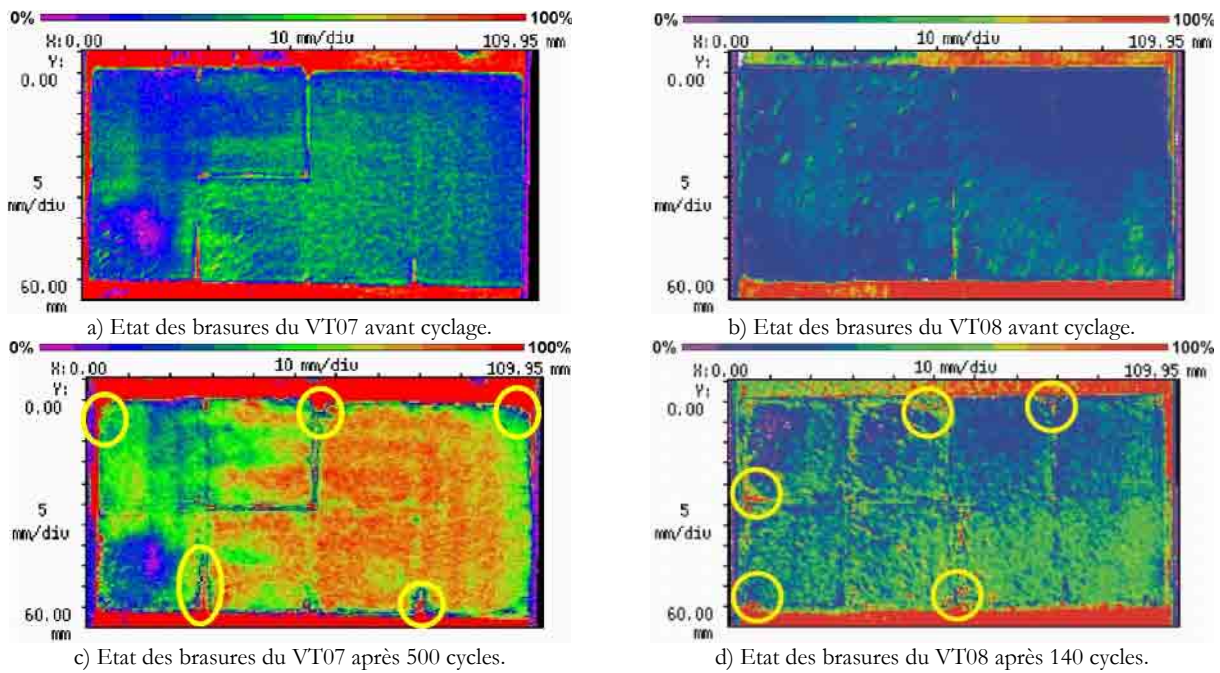 0% 100%
X: 0.00 10 mm/div 109.95 mm
Y:
0.00
5
mm/div
60.00
mm
a) Etat des brasures du VT07 avant cyclage.
0% 100%
X: 0.00 10 mm/div 109.95 mm
Y:
0.00
5
mm/div
60.00
mm
b) Etat des brasures du VT08 avant cyclage.
0% 100%
X: 0.00 10 mm/div 109.95 mm
Y:
0.00
5
mm/div
60.00
mm
c) Etat des brasures du VT07 après 500 cycles.
0% 100%
X: 0.00 10 mm/div 109.95 mm
Y:
0.00
5
mm/div
60.00
mm
d) Etat des brasures du VT08 après 140 cycles.